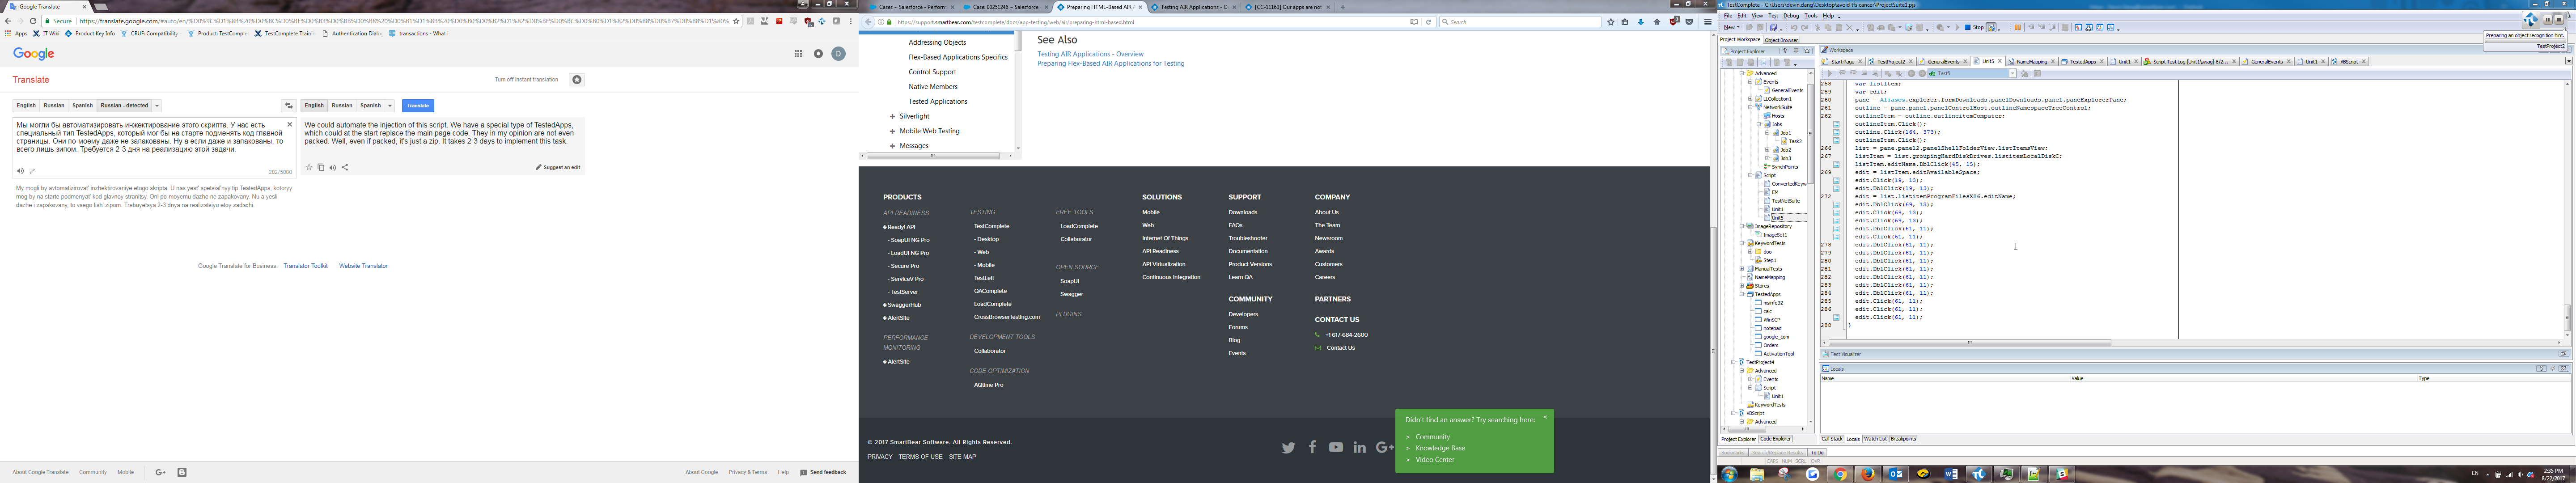 Google Translate
Secure
https://translate.google.com/#auto/en/
Apps
IT Wiki
Product Key Info
CRUF: Compatibility
Product: TestComple
TestComplete Trainin
Authentication Dialo
transactions - What i
Google
D
Translate
Turn off instant translation
English Russian Spanish Russian - detected
English Russian Spanish Translate
Мы могли бы автоматизировать инжектирование этого скрипта. У нас есть
специальный тип TestedApps, который мог бы на старте подменять код главной
страницы. Они по-моему даже не запакованы. Ну а если даже и запакованы, то
всего лишь зипом. Требуется 2-3 дня на реализацию этой задачи.
282/5000
We could automate the injection of this script. We have a special type of TestedApps,
which could at the start replace the main page code. They in my opinion are not even
packed. Well, even if packed, it's just a zip. It takes 2-3 days to implement this task.
Suggest an edit
My mogli by avtomatizirovat' inzhektirovaniye etogo skripta. U nas yest' spetsial'nyy tip TestedApps, kotoryy
mog by na starte podmenyat' kod glavnoy stranitsy. Oni po-moyemu dazhe ne zapakovany. Nu a yesli
dazhe i zapakovany, to vsego lish' zipom. Trebuyetsya 2-3 dnya na realizatsiyu etoy zadachi.
Google Translate for Business: Translator Toolkit Website Translator
About Google Translate Community Mobile G+ B
About Google Privacy & Terms Help Send feedback
Cases ~ Salesforce - Perform
Case: 00251246 ~ Salesforce
Preparing HTML-Based AIR
Testing AIR Applications - O
[CC-11163] Our apps are no
https://support.smartbear.com/testcomplete/docs/app-testing/web/air/preparing-html-based.html
Search
Addressing Objects
Flex-Based Applications Specifics
Control Support
Native Members
Tested Applications
Silverlight
Mobile Web Testing
Messages
See Also
Testing AIR Applications - Overview
Preparing Flex-Based AIR Applications for Testing
PRODUCTS
API READINESS
Ready! API
- SoapUI NG Pro
- LoadUI NG Pro
- Secure Pro
- ServiceV Pro
- TestServer
SwaggerHub
AlertSite
PERFORMANCE
MONITORING
AlertSite
TESTING
TestComplete
- Desktop
- Web
- Mobile
TestLeft
QAComplete
LoadComplete
CrossBrowserTesting.com
DEVELOPMENT TOOLS
Collaborator
CODE OPTIMIZATION
AQtime Pro
FREE TOOLS
LoadComplete
Collaborator
OPEN SOURCE
SoapUI
Swagger
PLUGINS
SOLUTIONS
Mobile
Web
Internet Of Things
API Readiness
API Virtualization
Continuous Integration
SUPPORT
Downloads
FAQs
Troubleshooter
Documentation
Product Versions
Learn QA
COMMUNITY
Developers
Forums
Blog
Events
COMPANY
About Us
The Team
Newsroom
Awards
Customers
Careers
PARTNERS
CONTACT US
+1 617-684-2600
Contact Us
Didn't find an answer? Try searching here:
> Community
> Knowledge Base
> Video Center
© 2017 SmartBear Software. All Rights Reserved.
PRIVACY TERMS OF USE SITE MAP
TestComplete - C:\Users\devin.dang\Desktop\avoid tfs cancer\ProjectSuite1.pjs
File Edit View Test Debug Tools Help
New
Stop
Preparing an object recognition hint.
TestProject2
Project Workspace Object Browser
Project Explorer
Workspace
Start Page TestProject2 GeneralEvents Unit5 NameMapping TestedApps Unit1 Script Test Log [Unit1\swag] 8/2... GeneralEvents Unit1 VBScript
Test5
Advanced
Events
GeneralEvents
LLCollection1
NetworkSuite
Hosts
Jobs
Job1
Task2
Job2
Job3
SynchPoints
Script
ConvertedKeyw
EM
TestNetSuite
Unit1
Unit5
ImageRepository
ImageSet1
KeywordTests
doo
Step1
ManualTests
NameMapping
Stores
TestedApps
msinfo32
calc
WinSCP
notepad
google_com
Orders
ActivationTool
TestProject4
Advanced
Events
Script
Unit1
KeywordTests
VBScript
Advanced
258 var listItem;
259 var edit;
260 pane = Aliases.explorer.formDownloads.panelDownloads.panel.paneExplorerPane;
261 outline = pane.panel.panelControlHost.outlineNamespaceTreeControl;
262 outlineItem = outline.outlineitemComputer;
outlineItem.Click();
outline.Click(164, 373);
outlineItem.Click();
266 list = pane.panel2.panelShellFolderView.listItemsView;
267 listItem = list.groupingHardDiskDrives.listitemLocalDiskC;
listItem.editName.DblClick(45, 15);
269 edit = listItem.editAvailableSpace;
edit.Click(19, 13);
edit.DblClick(19, 13);
272 edit = list.listitemProgramFilesX86.editName;
edit.DblClick(69, 13);
edit.Click(69, 13);
edit.Click(69, 13);
edit.DblClick(61, 11);
edit.Click(61, 11);
278 edit.DblClick(61, 11);
279 edit.DblClick(61, 11);
280 edit.DblClick(61, 11);
281 edit.DblClick(61, 11);
282 edit.DblClick(61, 11);
283 edit.DblClick(61, 11);
284 edit.DblClick(61, 11);
285 edit.Click(61, 11);
286 edit.Click(61, 11);
edit.Click(61, 11);
288 }
Test Visualizer
Locals
Name Value Type
Project Explorer Code Explorer
Call Stack Locals Watch List Breakpoints
Bookmarks Search/Replace Results To Do
CAPS NUM SCRL OVR
EN
2:35 PM
8/22/2017